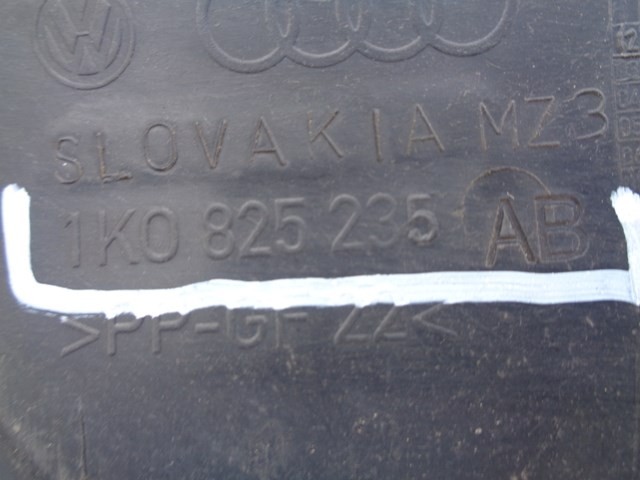 SLOVAKIA MZ3
1K0 825 235 AB
>PP-GF 22<